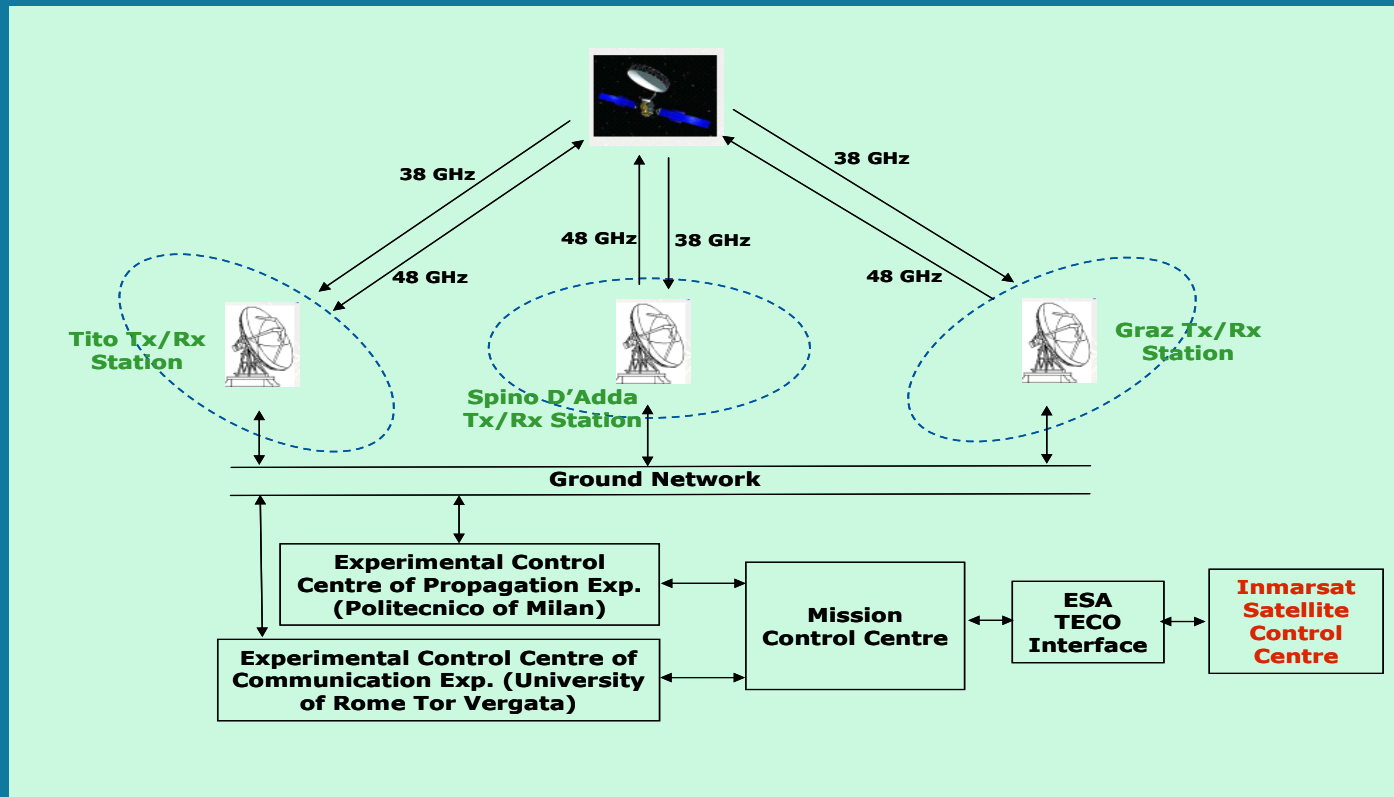 38 GHz
38 GHz
48 GHz
38 GHz
48 GHz
48 GHz
Tito Tx/Rx
Station
Graz Tx/Rx
Station
Spino D’Adda
Tx/Rx Station
Ground Network
Experimental Control
Centre of Propagation Exp.
(Politecnico of Milan)
Experimental Control Centre of
Communication Exp. (University
of Rome Tor Vergata)
Mission
Control Centre
ESA
TECO
Interface
Inmarsat
Satellite
Control
Centre